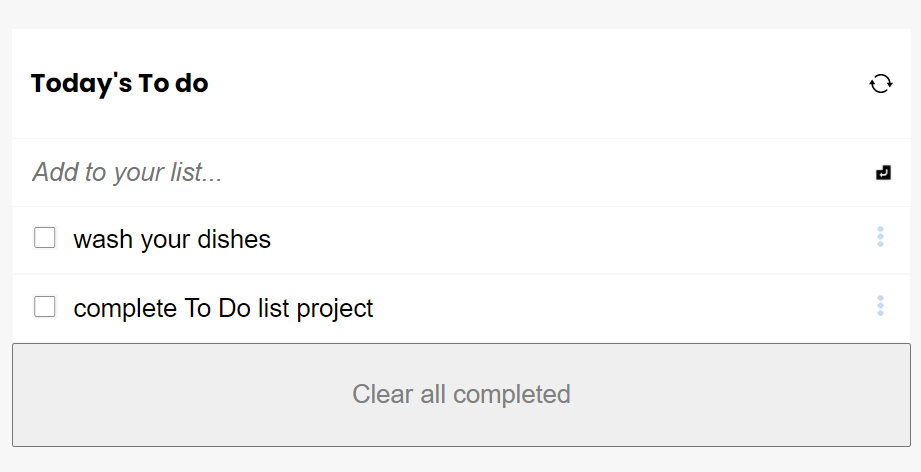 Today's To do
Add to your list...
wash your dishes
complete To Do list project
Clear all completed